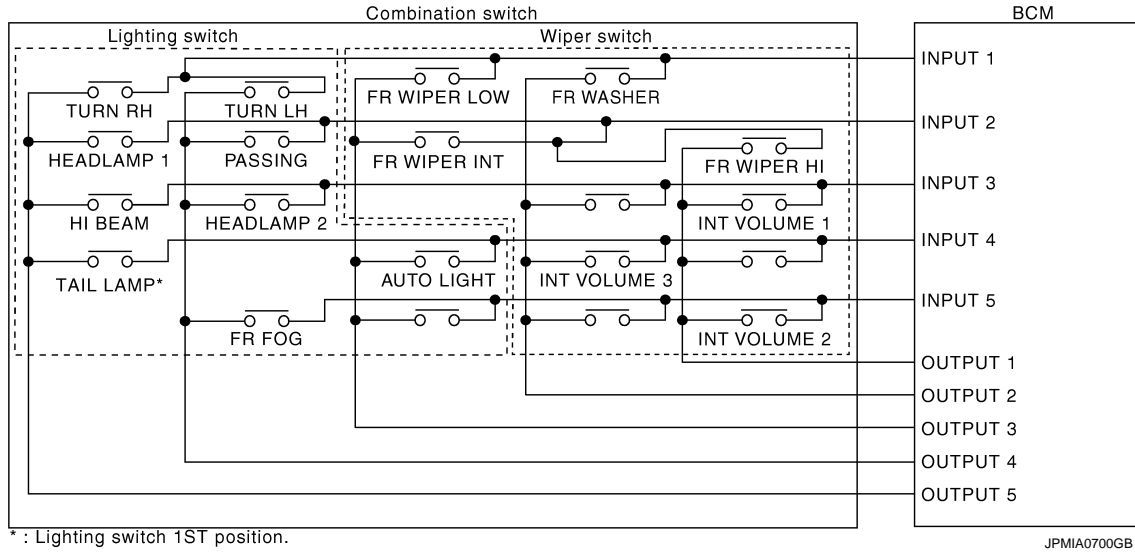 Combination switch
BCM
Lighting switch
Wiper switch
INPUT 1
TURN RH
TURN LH
FR WIPER LOW
FR WASHER
INPUT 2
HEADLAMP 1
PASSING
FR WIPER INT
FR WIPER HI
INPUT 3
HI BEAM
HEADLAMP 2
INT VOLUME 1
INPUT 4
TAIL LAMP*
AUTO LIGHT
INT VOLUME 3
INPUT 5
FR FOG
INT VOLUME 2
OUTPUT 1
OUTPUT 2
OUTPUT 3
OUTPUT 4
OUTPUT 5
* : Lighting switch 1ST position.
JPMIA0700GB